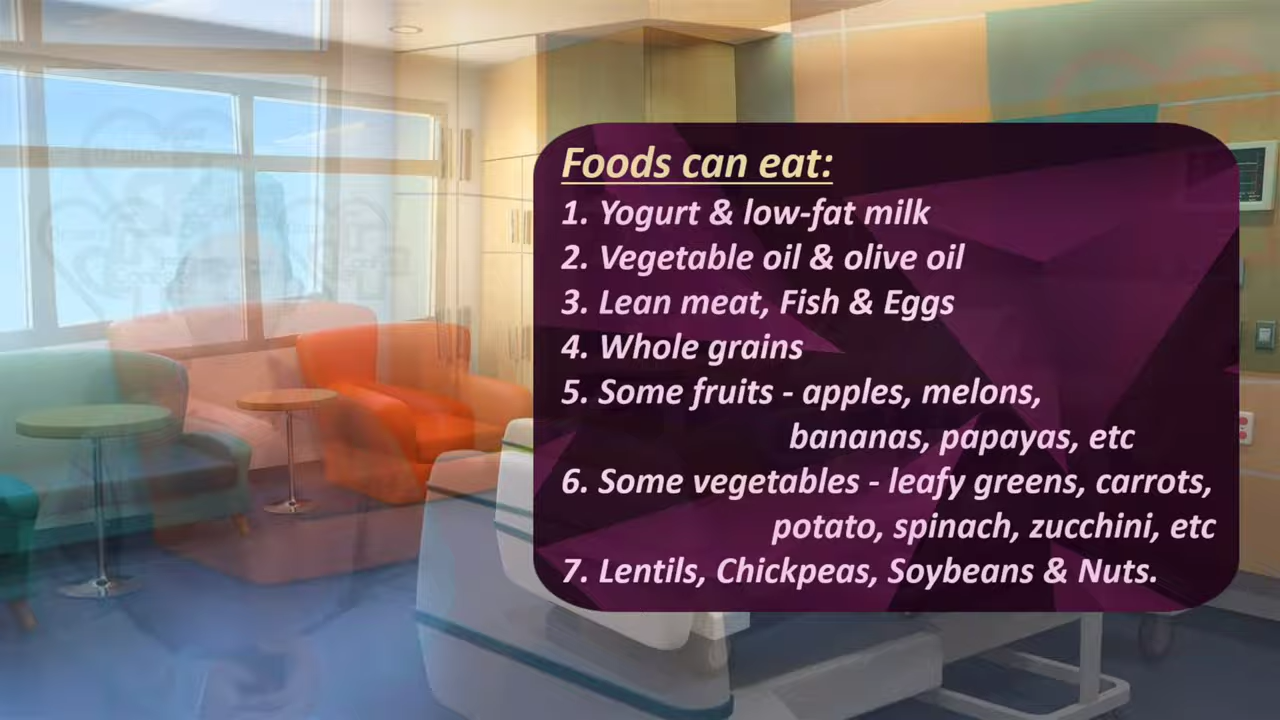 Foods can eat:
1. Yogurt & low-fat milk
2. Vegetable oil & olive oil
3. Lean meat, Fish & Eggs
4. Whole grains
5. Some fruits - apples, melons,
bananas, papayas, etc
6. Some vegetables - leafy greens, carrots,
potato, spinach, zucchini, etc
7. Lentils, Chickpeas, Soybeans & Nuts.